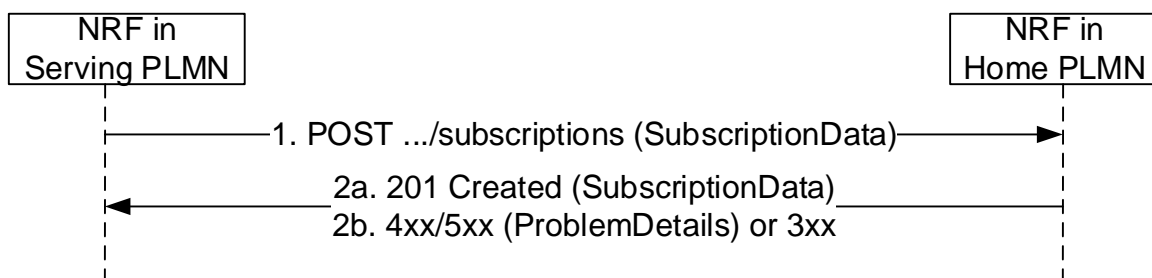 NRF in
Serving PLMN
NRF in
Home PLMN
1. POST .../subscriptions (SubscriptionData)
2a. 201 Created (SubscriptionData)
2b. 4xx/5xx (ProblemDetails) or 3xx